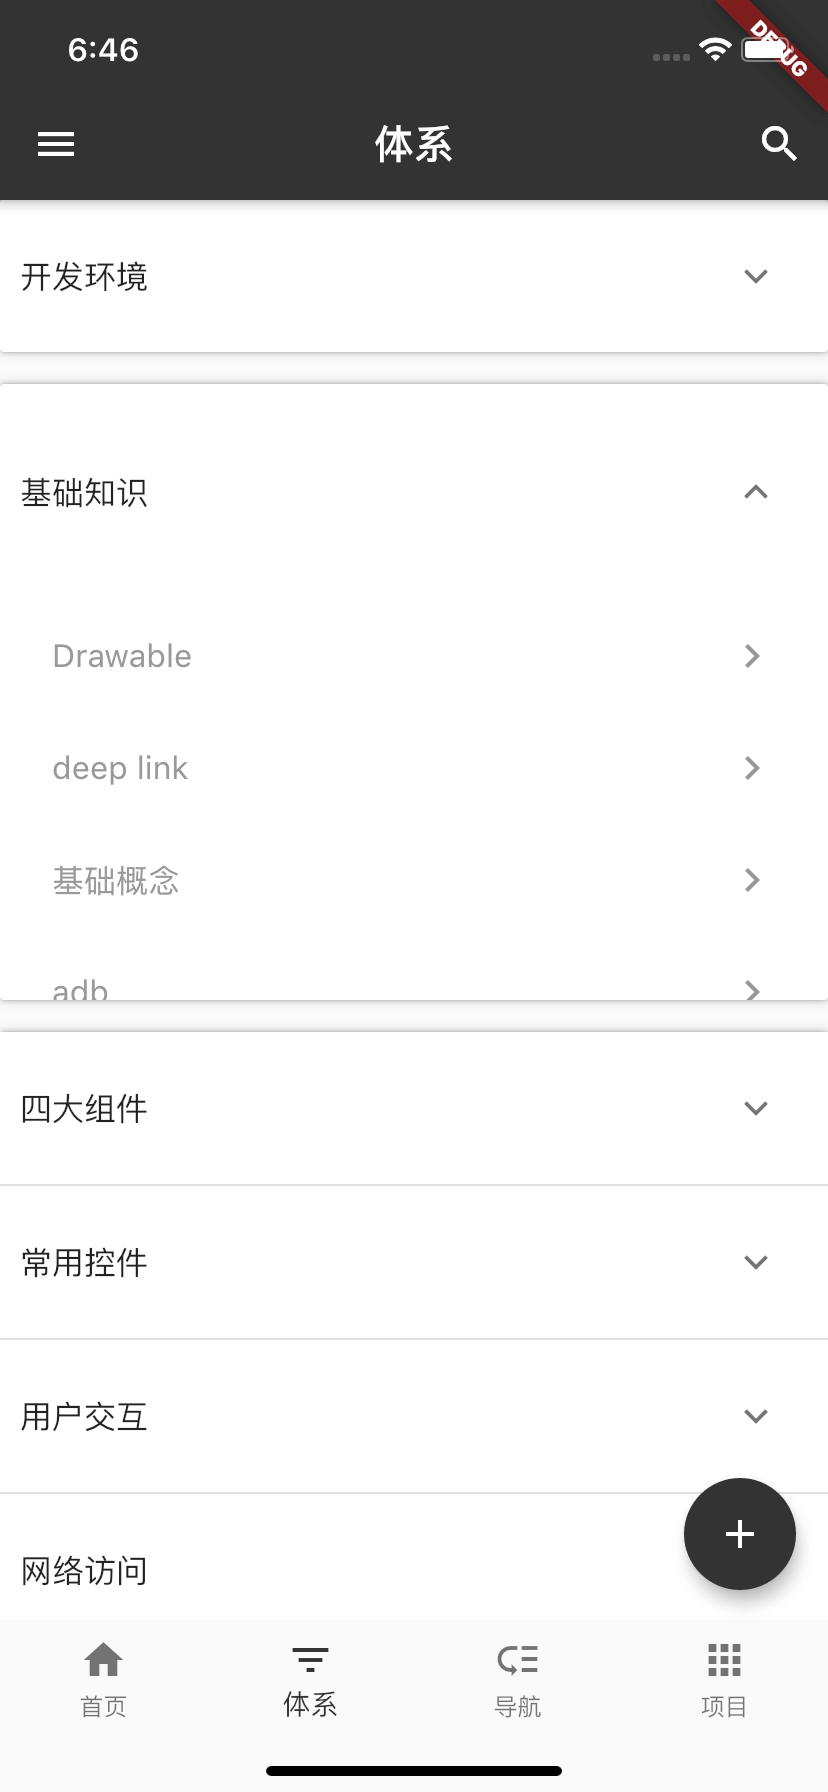 6:46
DEBUG
体系
开发环境
基础知识
Drawable
deep link
基础概念
adb
四大组件
常用控件
用户交互
网络访问
首页
体系
导航
项目